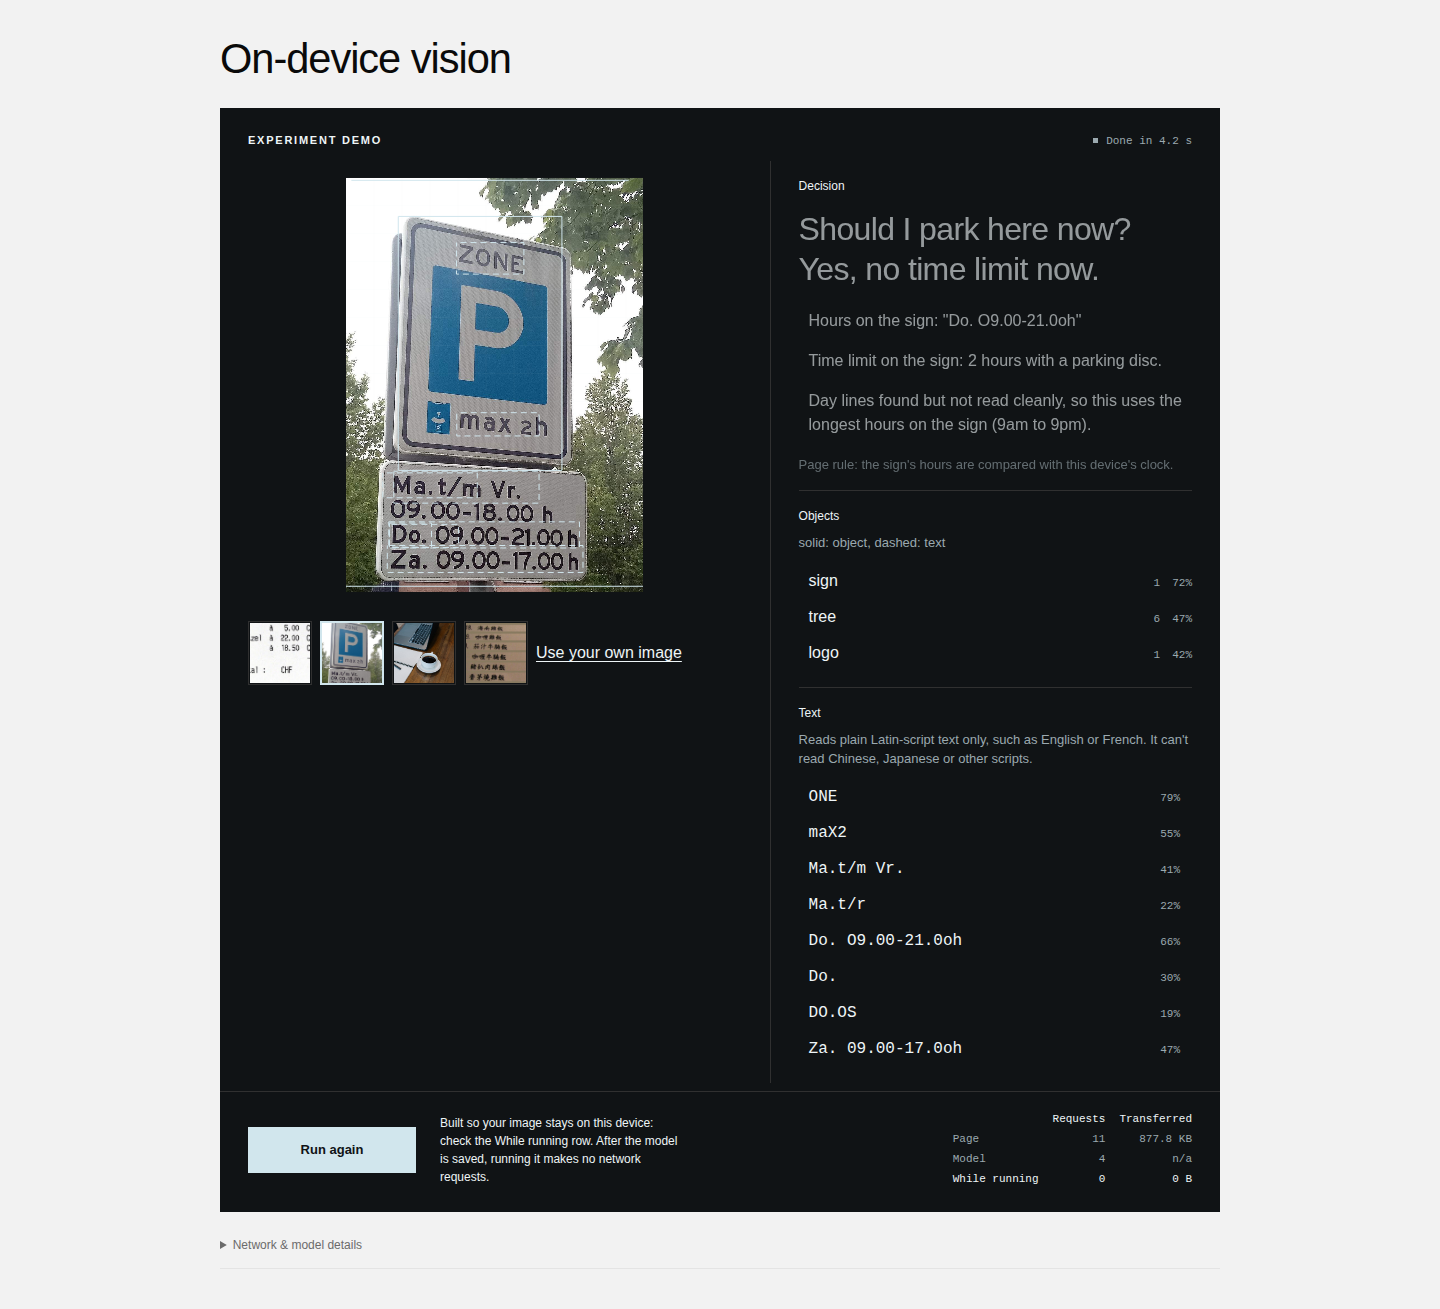 On-device vision
EXPERIMENT DEMO
Done in 4.2 s
ZONE
P
max 2h
Ma.t/m Vr.
09.00-18.00 h
Do. 09.00-21.00 h
Za. 09.00-17.00 h
à 5.00
zel à 22.00
à 18.50
al : CHF
Use your own image
Decision
Should I park here now?
Yes, no time limit now.
Hours on the sign: "Do. O9.00-21.0oh"
Time limit on the sign: 2 hours with a parking disc.
Day lines found but not read cleanly, so this uses the
longest hours on the sign (9am to 9pm).
Page rule: the sign's hours are compared with this device's clock.
Objects
solid: object, dashed: text
sign 1 72%
tree 6 47%
logo 1 42%
Text
Reads plain Latin-script text only, such as English or French. It can't
read Chinese, Japanese or other scripts.
ONE 79%
maX2 55%
Ma.t/m Vr. 41%
Ma.t/r 22%
Do. O9.00-21.0oh 66%
Do. 30%
DO.OS 19%
Za. 09.00-17.0oh 47%
Run again
Built so your image stays on this device:
check the While running row. After the model
is saved, running it makes no network
requests.
Requests Transferred
Page 11 877.8 KB
Model 4 n/a
While running 0 0 B
Network & model details